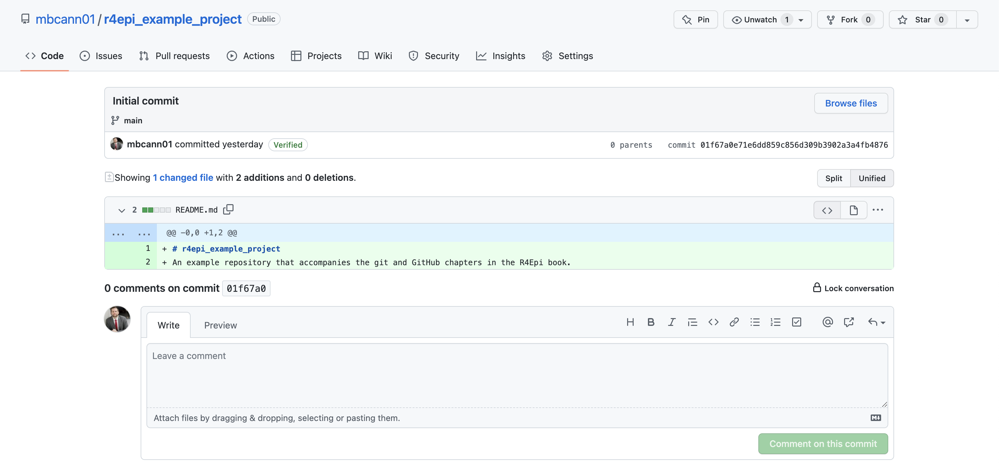 mbcann01/r4epi_example_project Public Pin Unwatch 1 Fork 0 Star 0
Code Issues Pull requests Actions Projects Wiki Security Insights Settings
Initial commit
Browse files
main
mbcann01 committed yesterday Verified 0 parents commit 01f67a0e71e6dd859c856d309b3902a3a4fb4876
Showing 1 changed file with 2 additions and 0 deletions. Split Unified
2 README.md
... ... @@ -0,0 +1,2 @@
1 + # r4epi_example_project
2 + An example repository that accompanies the git and GitHub chapters in the R4Epi book.
0 comments on commit 01f67a0 Lock conversation
Write Preview
Leave a comment
Attach files by dragging & dropping, selecting or pasting them.
Comment on this commit